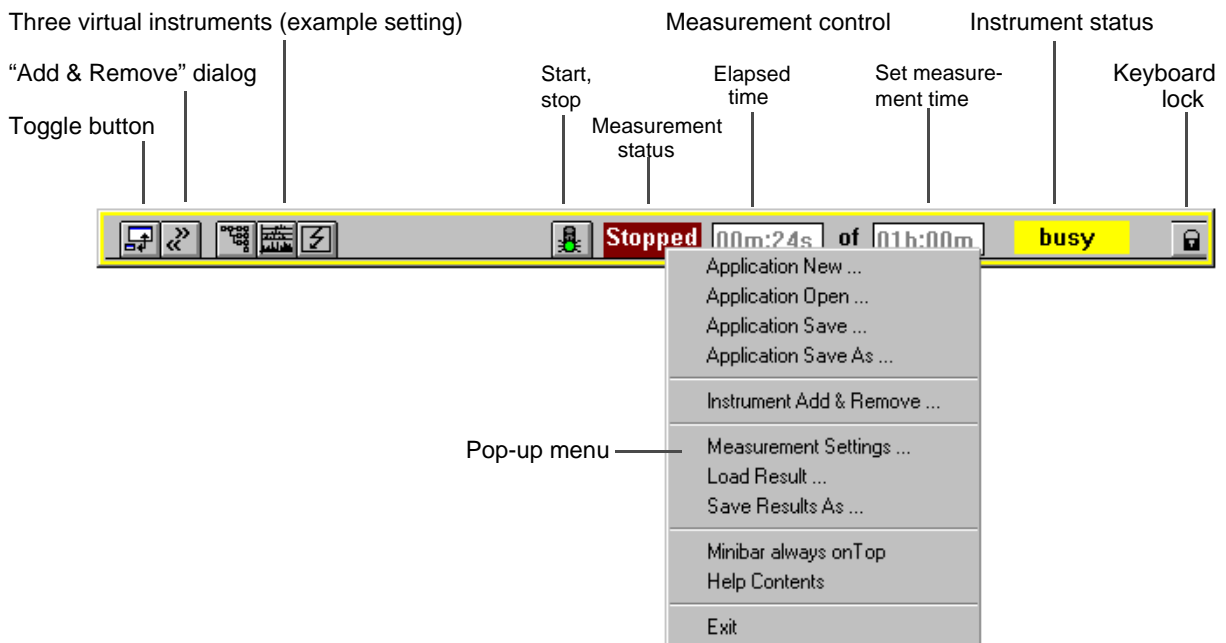 Three virtual instruments (example setting)
Measurement control
Instrument status
“Add & Remove” dialog
Start,
stop
Elapsed
time
Set measure-
ment time
Keyboard
lock
Toggle button
Measurement
status
Stopped 00m:24s of 01h:00m busy
Application New ...
Application Open ...
Application Save ...
Application Save As ...
Instrument Add & Remove ...
Pop-up menu
Measurement Settings ...
Load Result ...
Save Results As ...
Minibar always onTop
Help Contents
Exit